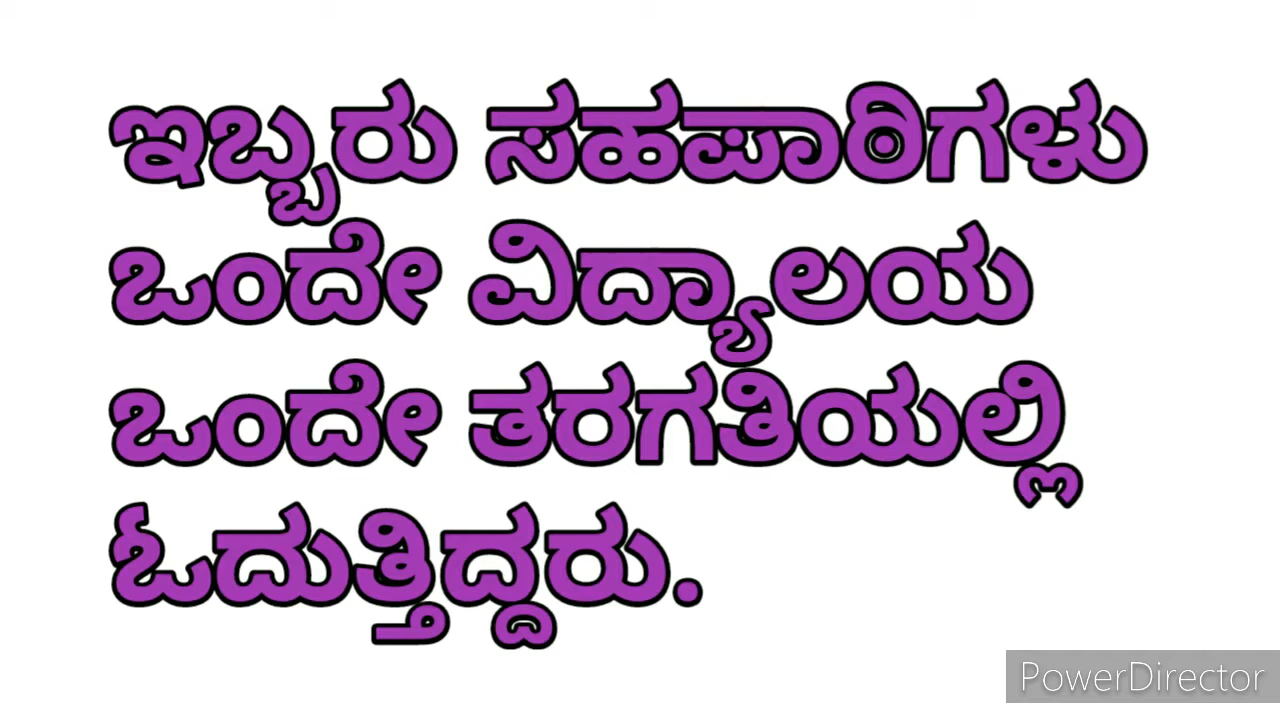 ಇಬ್ಬರು ಸಹಪಾಠಿಗಳು
ಒಂದೇ ವಿದ್ಯಾಲಯ
ಒಂದೇ ತರಗತಿಯಲ್ಲಿ
ಓದುತ್ತಿದ್ದರು.
PowerDirector